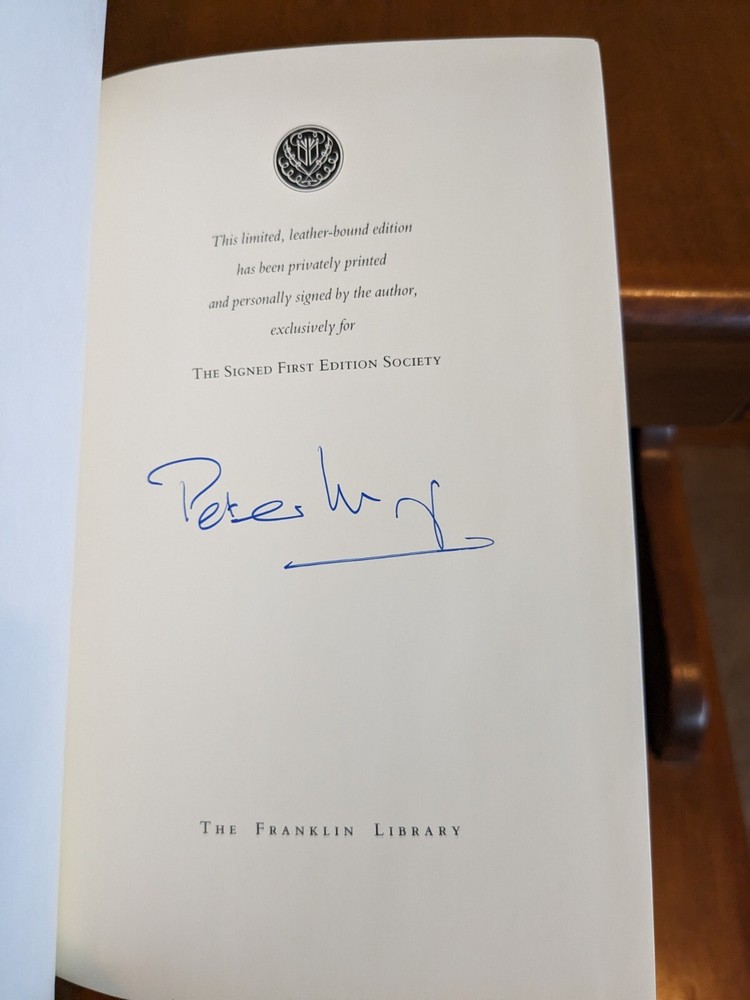 This limited, leather-bound edition
has been privately printed
and personally signed by the author,
exclusively for
THE SIGNED FIRST EDITION SOCIETY
Peter
THE FRANKLIN LIBRARY